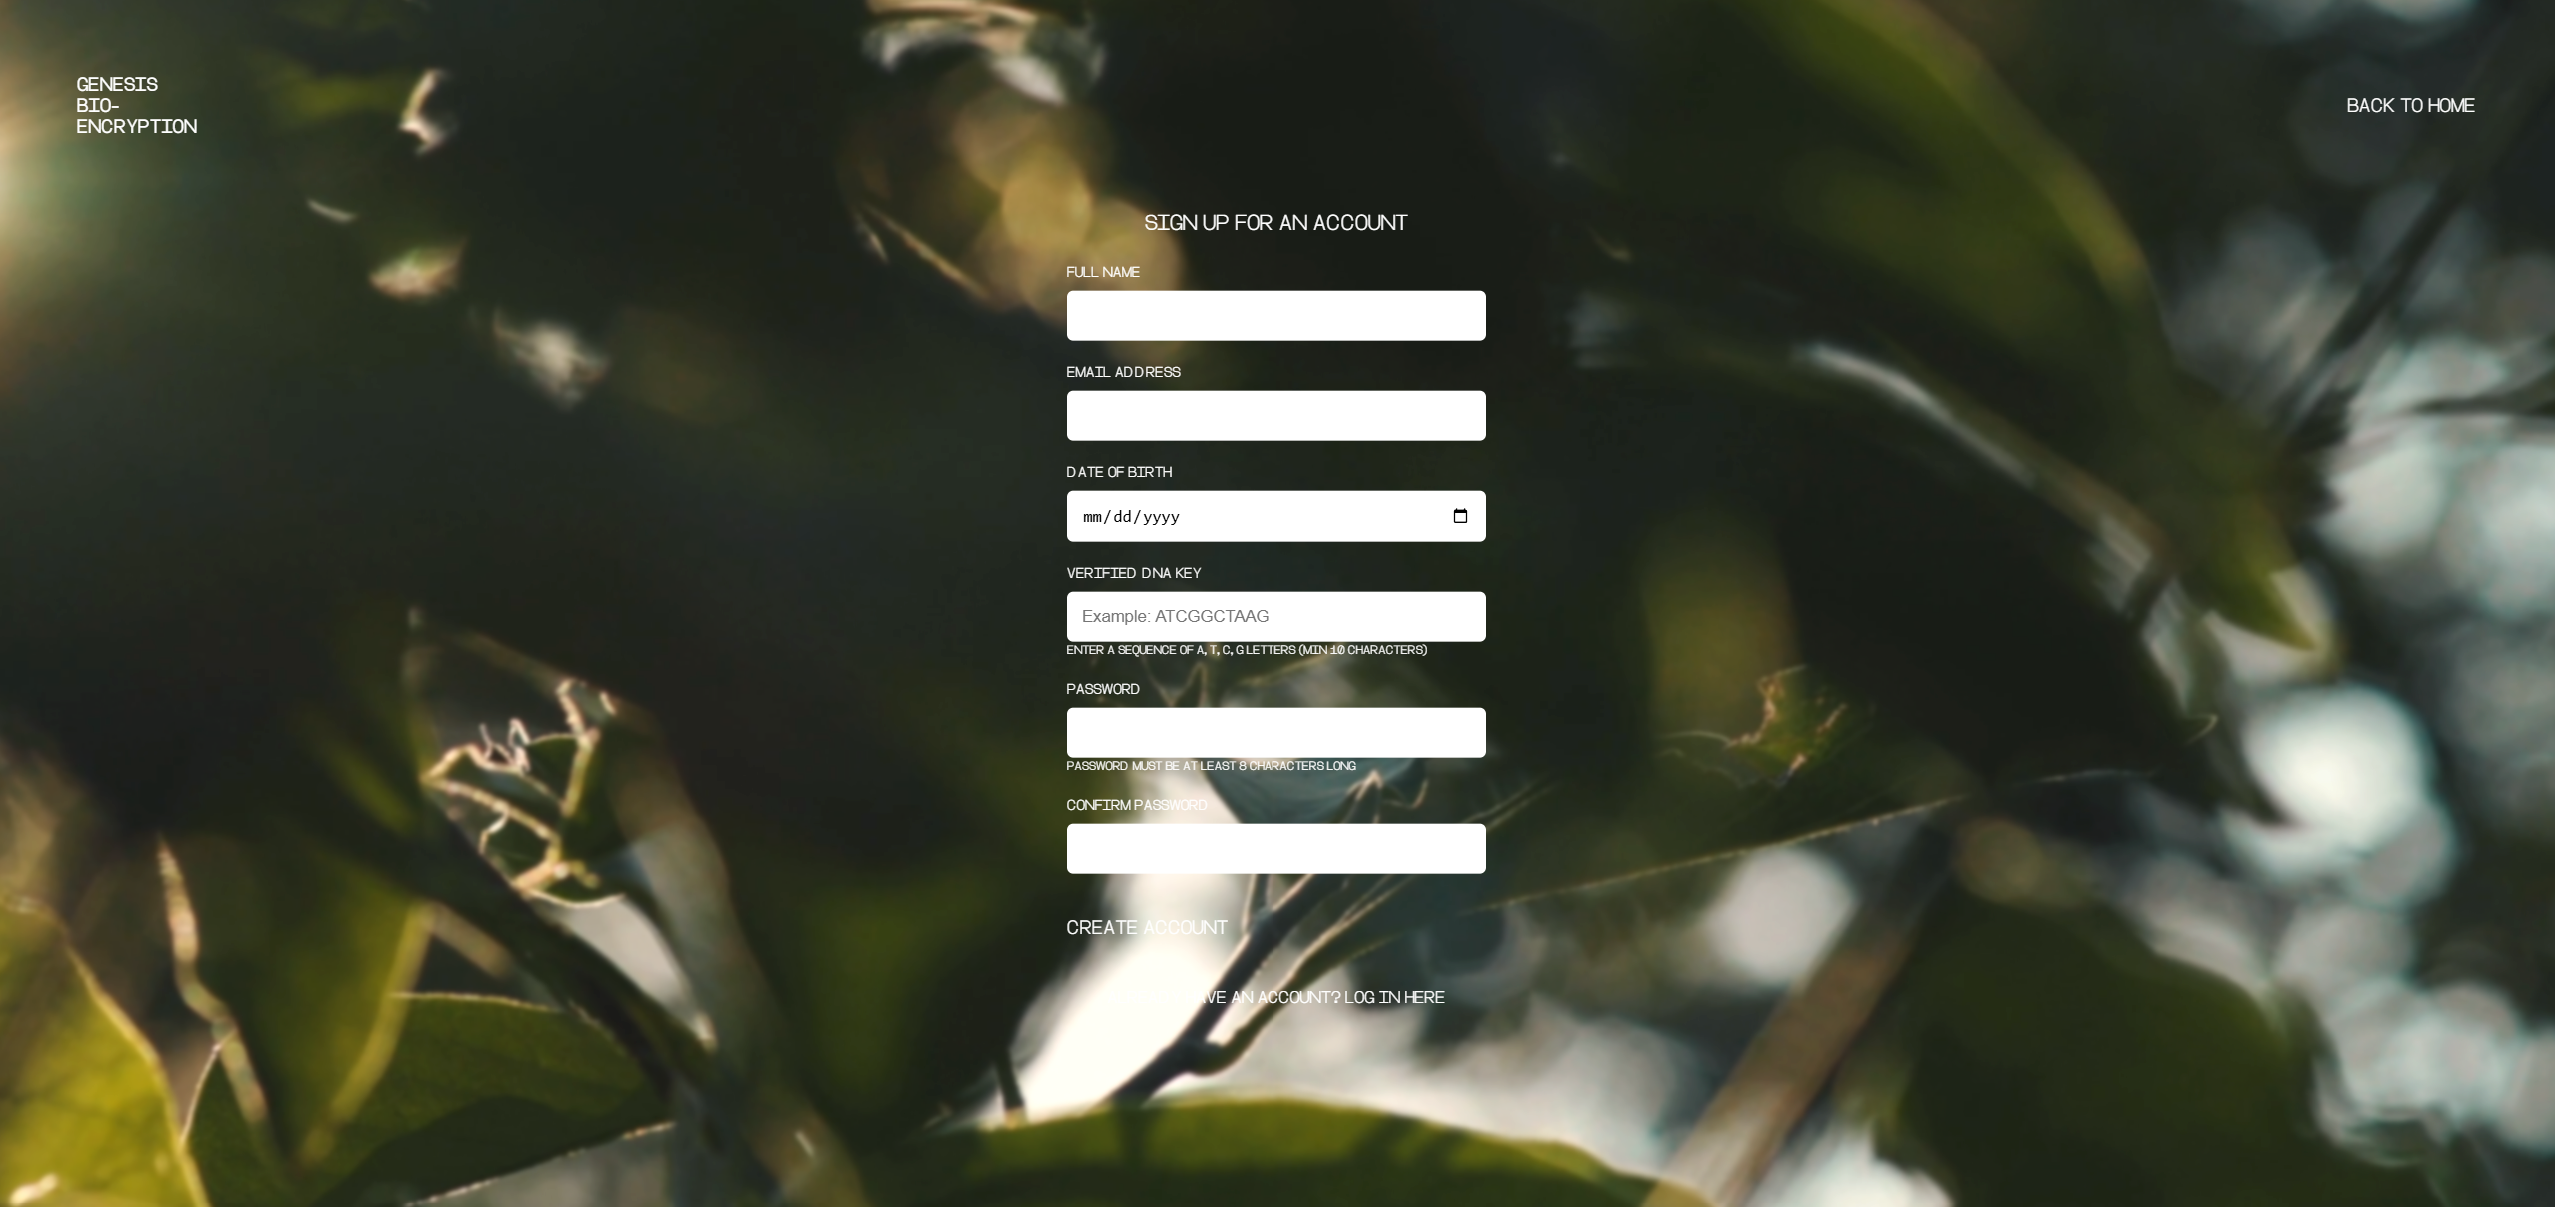 GENESIS
BIO-
ENCRYPTION
BACK TO HOME
SIGN UP FOR AN ACCOUNT
FULL NAME
EMAIL ADDRESS
DATE OF BIRTH
mm/dd/yyyy
VERIFIED DNA KEY
Example: ATCGGCTAAG
ENTER A SEQUENCE OF A, T, C, G LETTERS (MIN 10 CHARACTERS)
PASSWORD
PASSWORD MUST BE AT LEAST 8 CHARACTERS LONG
CONFIRM PASSWORD
CREATE ACCOUNT
AN ACCOUNT? LOG IN HERE